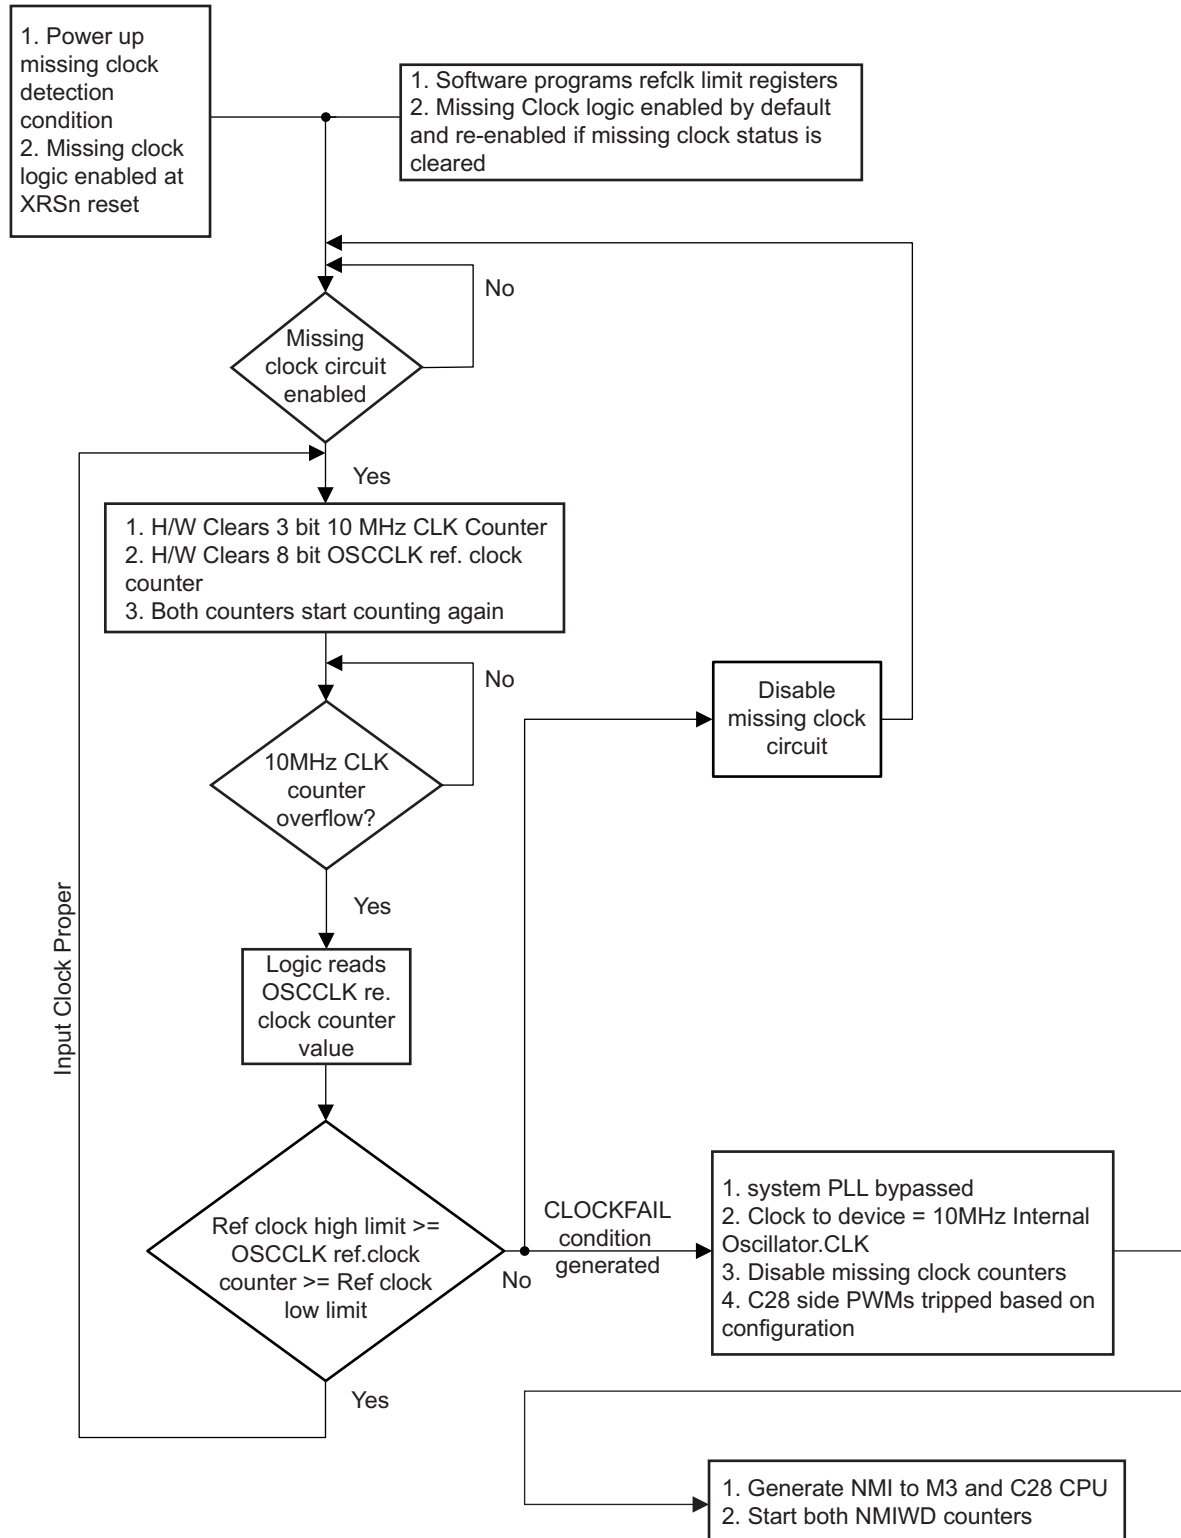 1. Power up
missing clock
detection
condition
2. Missing clock
logic enabled at
XRSn reset
1. Software programs refclk limit registers
2. Missing Clock logic enabled by default
and re-enabled if missing clock status is
cleared
No
Missing
clock circuit
enabled
Yes
1. H/W Clears 3 bit 10 MHz CLK Counter
2. H/W Clears 8 bit OSCCLK ref. clock
counter
3. Both counters start counting again
No
Disable
missing clock
circuit
10MHz CLK
counter
overflow?
Yes
Input Clock Proper
Logic reads
OSCCLK re.
clock counter
value
Ref clock high limit >=
OSCCLK ref.clock
counter >= Ref clock
low limit
No
CLOCKFAIL
condition
generated
1. system PLL bypassed
2. Clock to device = 10MHz Internal
Oscillator.CLK
3. Disable missing clock counters
4. C28 side PWMs tripped based on
configuration
Yes
1. Generate NMI to M3 and C28 CPU
2. Start both NMIWD counters